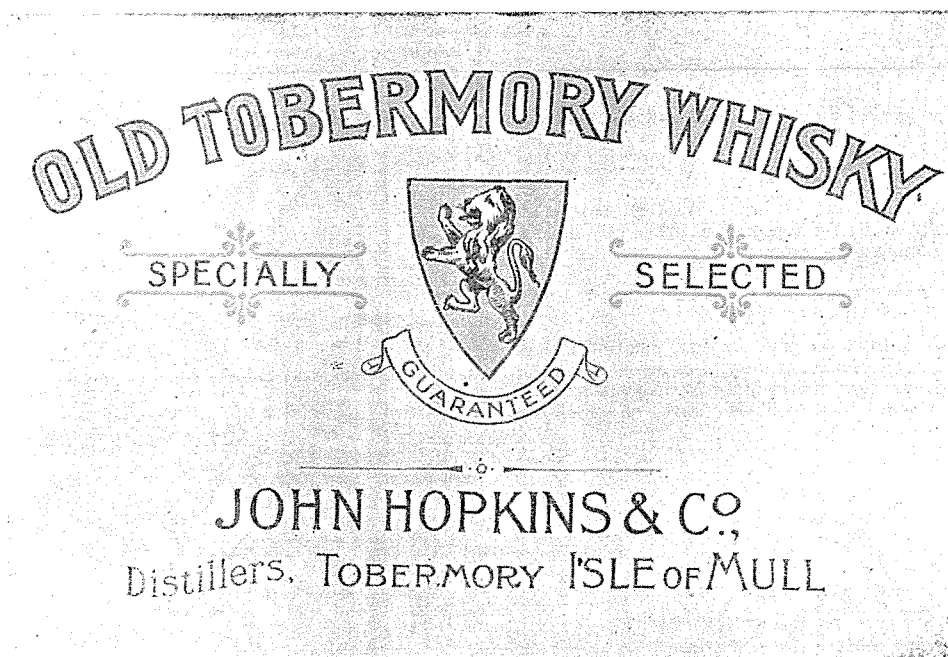 OLD TOBERMORY WHISKY
SPECIALLY
SELECTED
GUARANTEED
JOHN HOPKINS & Co.,
Distillers, TOBERMORY ISLE OF MULL